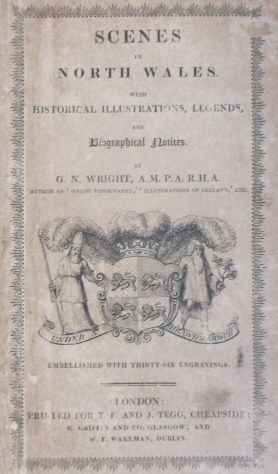 SCENES
IN
NORTH WALES.
WITH
HISTORICAL ILLUSTRATIONS, LEGENDS,
AND
Biographical Notices.
BY
G. N. WRIGHT, A.M. P.A. R.H.A.
AUTHOR OF "WELSH TOPOGRAPHY," "ILLUSTRATIONS OF IRELAND," ETC.
EMBELLISHED WITH THIRTY-SIX ENGRAVINGS.
LONDON:
PRINTED FOR T. T. AND J. TEGG, CHEAPSIDE;
R. GRIFFIN AND CO. GLASGOW; AND
W. F. WAKEMAN, DUBLIN.